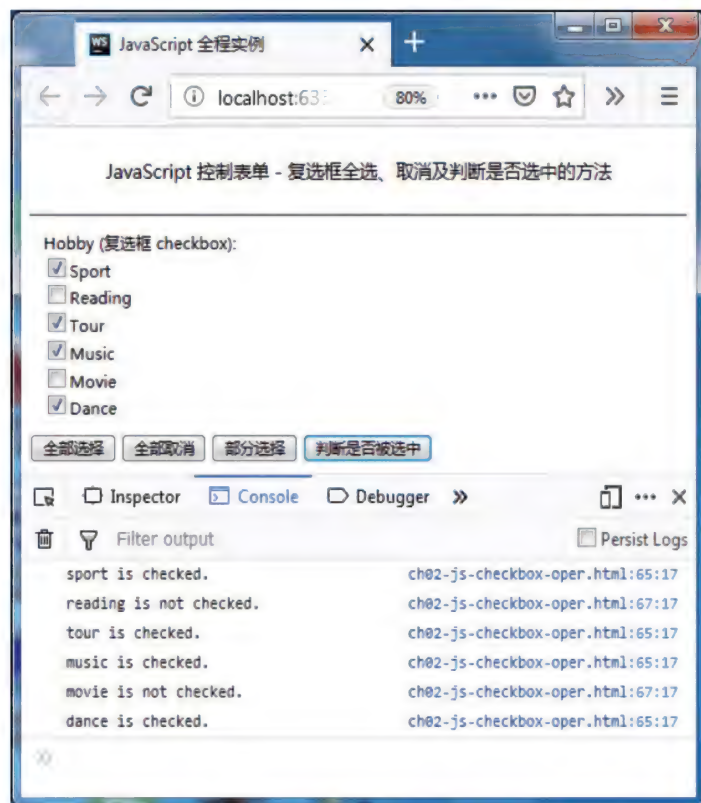 WS JavaScript 全程实例
localhost:63
80%
JavaScript 控制表单 - 复选框全选、取消及判断是否选中的方法
Hobby (复选框 checkbox):
Sport
Reading
Tour
Music
Movie
Dance
全部选择 全部取消 部分选择 判断是否被选中
Inspector Console Debugger
Filter output Persist Logs
sport is checked. ch02-js-checkbox-oper.html:65:17
reading is not checked. ch02-js-checkbox-oper.html:67:17
tour is checked. ch02-js-checkbox-oper.html:65:17
music is checked. ch02-js-checkbox-oper.html:65:17
movie is not checked. ch02-js-checkbox-oper.html:67:17
dance is checked. ch02-js-checkbox-oper.html:65:17